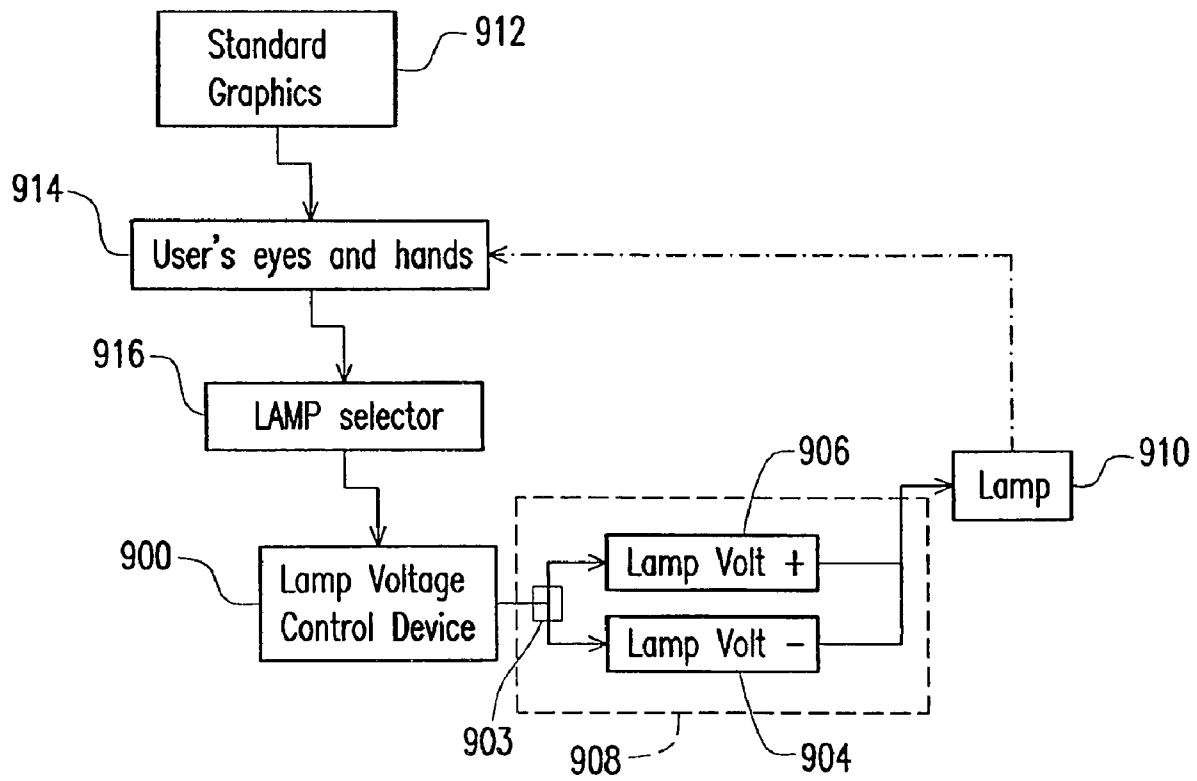 Standard
Graphics
912
914
User's eyes and hands
916
LAMP selector
906
910
Lamp
900
Lamp Voltage
Control Device
Lamp Volt +
Lamp Volt -
903
908
904